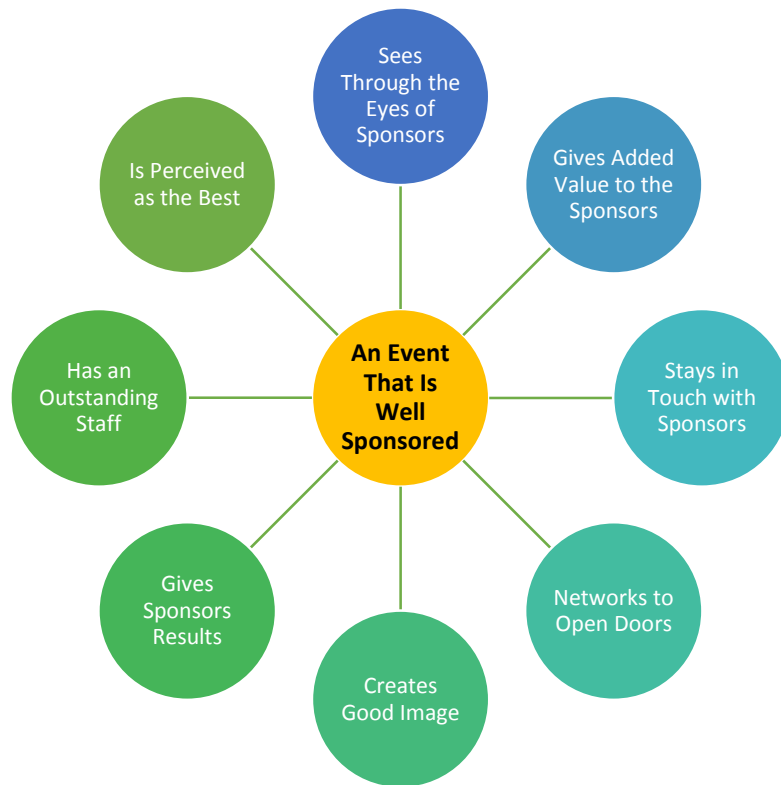 Sees
Through the
Eyes of
Sponsors
Gives Added
Value to the
Sponsors
Stays in
Touch with
Sponsors
Networks to
Open Doors
Creates
Good Image
Gives
Sponsors
Results
Has an
Outstanding
Staff
Is Perceived
as the Best
An Event
That Is
Well
Sponsored